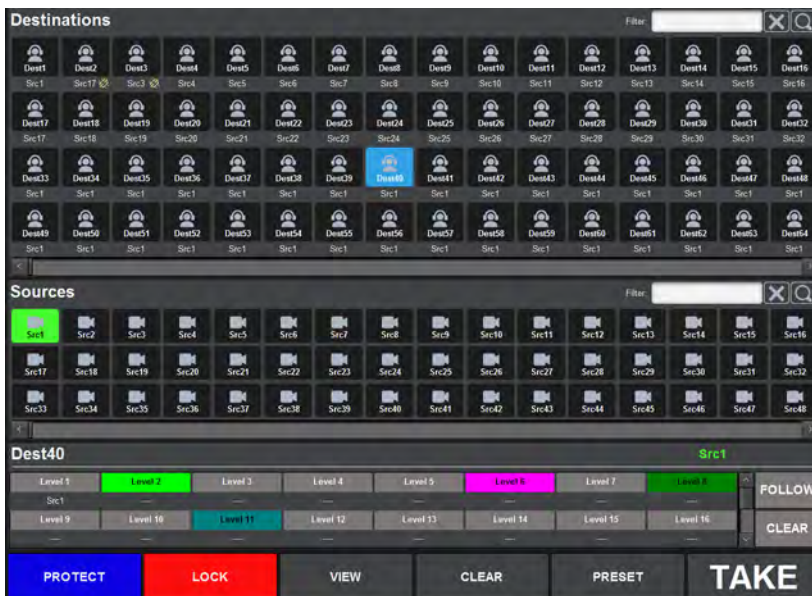 Destinations Filter:
Dest1 Dest2 Dest3 Dest4 Dest5 Dest6 Dest7 Dest8 Dest9 Dest10 Dest11 Dest12 Dest13 Dest14 Dest15 Dest16
Src1 Src17 Src3 Src4 Src5 Src6 Src7 Src8 Src9 Src10 Src11 Src12 Src13 Src14 Src15 Src16
Dest17 Dest18 Dest19 Dest20 Dest21 Dest22 Dest23 Dest24 Dest25 Dest26 Dest27 Dest28 Dest29 Dest30 Dest31 Dest32
Src17 Src18 Src19 Src20 Src21 Src22 Src23 Src24 Src25 Src26 Src27 Src28 Src29 Src30 Src31 Src32
Dest33 Dest34 Dest35 Dest36 Dest37 Dest38 Dest39 Dest40 Dest41 Dest42 Dest43 Dest44 Dest45 Dest46 Dest47 Dest48
Src1 Src1 Src1 Src1 Src1 Src1 Src1 Src1 Src1 Src1 Src1 Src1 Src1 Src1 Src1 Src1
Dest49 Dest50 Dest51 Dest52 Dest53 Dest54 Dest55 Dest56 Dest57 Dest58 Dest59 Dest60 Dest61 Dest62 Dest63 Dest64
Src1 Src1 Src1 Src1 Src1 Src1 Src1 Src1 Src1 Src1 Src1 Src1 Src1 Src1 Src1 Src1
Sources Filter:
Src1 Src2 Src3 Src4 Src5 Src6 Src7 Src8 Src9 Src10 Src11 Src12 Src13 Src14 Src15 Src16
Src17 Src18 Src19 Src20 Src21 Src22 Src23 Src24 Src25 Src26 Src27 Src28 Src29 Src30 Src31 Src32
Src33 Src34 Src35 Src36 Src37 Src38 Src39 Src40 Src41 Src42 Src43 Src44 Src45 Src46 Src47 Src48
Dest40 Src1
Level 1 Level 2 Level 3 Level 4 Level 5 Level 6 Level 7 Level 8 FOLLOW
Src1 — — — — — — —
Level 9 Level 10 Level 11 Level 12 Level 13 Level 14 Level 15 Level 16 CLEAR
— — — — — — — —
PROTECT LOCK VIEW CLEAR PRESET TAKE